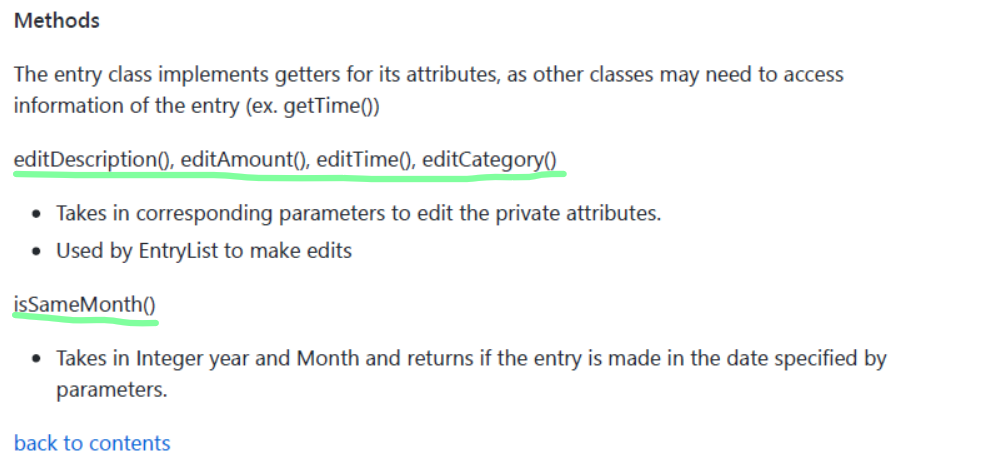 Methods
The entry class implements getters for its attributes, as other classes may need to access
information of the entry (ex. getTime())
editDescription(), editAmount(), editTime(), editCategory()
• Takes in corresponding parameters to edit the private attributes.
• Used by EntryList to make edits
isSameMonth()
• Takes in Integer year and Month and returns if the entry is made in the date specified by
parameters.
back to contents